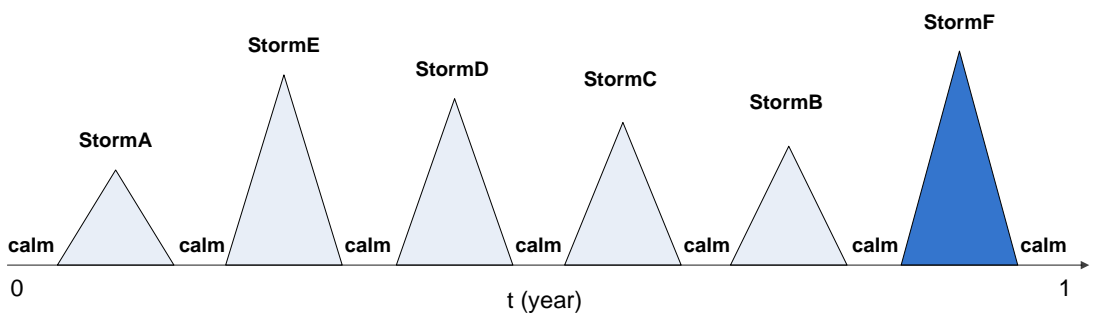 StormF
StormE
StormD
StormC
StormB
StormA
calm calm calm calm calm calm calm
0 1
t (year)